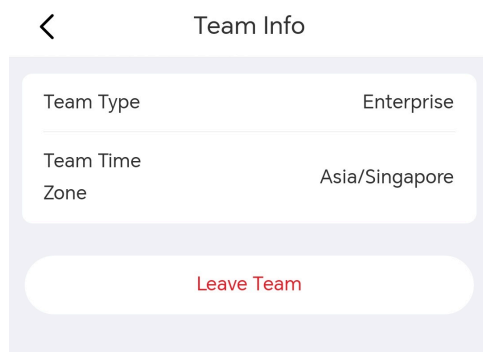 Team Info
Team Type Enterprise
Team Time
Zone
Asia/Singapore
Leave Team